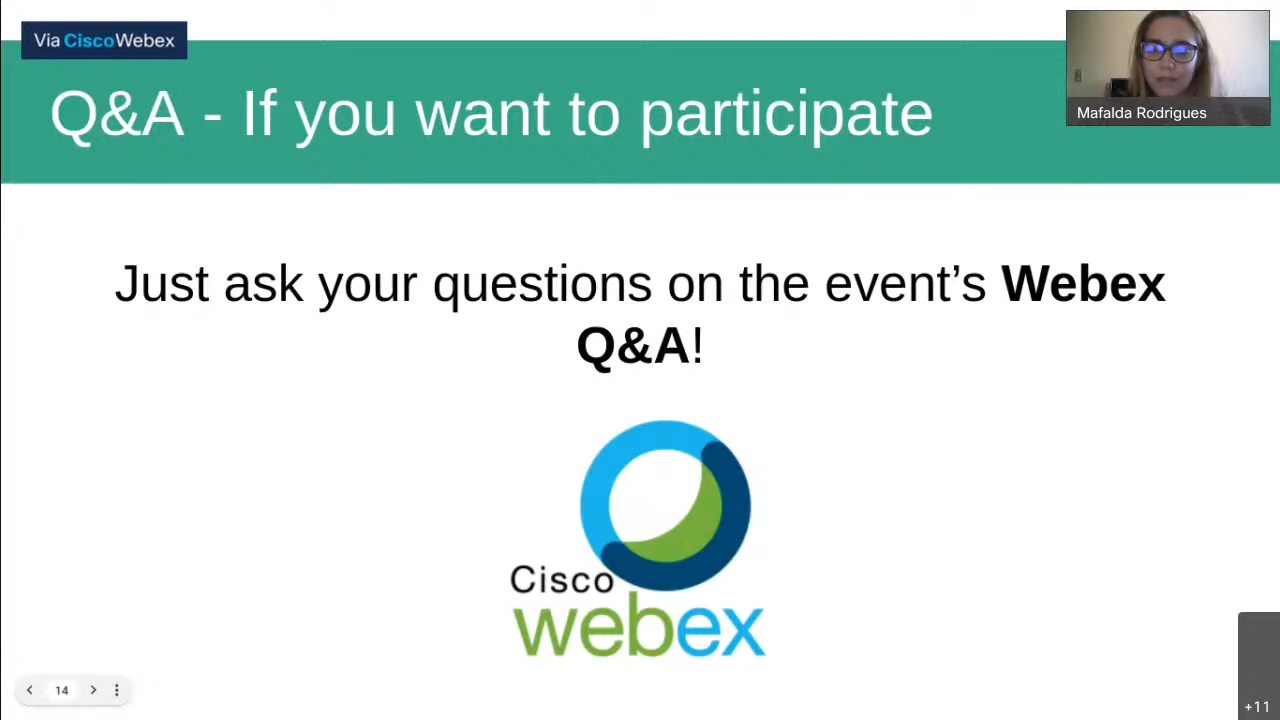 Via CiscoWebex
Q&A - If you want to participate
Mafalda Rodrigues
Just ask your questions on the event’s Webex
Q&A!
Cisco
webex
14
+11